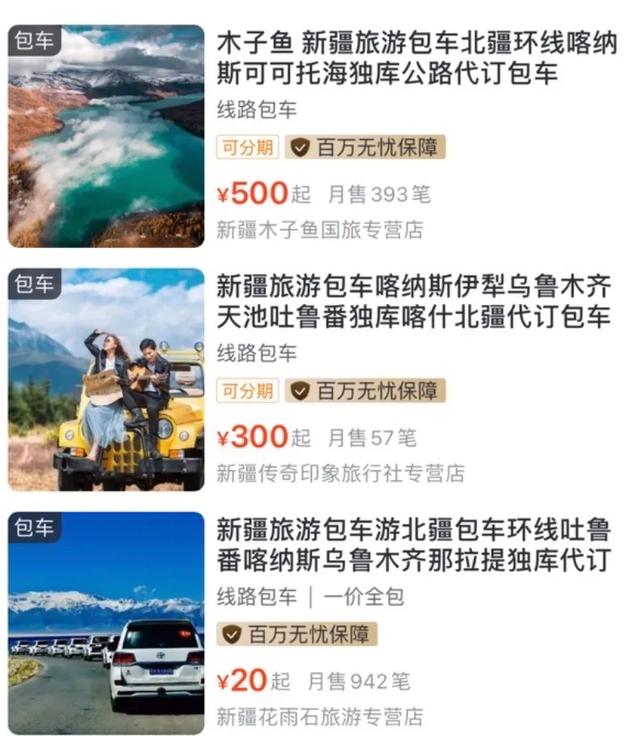 包车
木子鱼 新疆旅游包车北疆环线喀纳
斯可可托海独库公路代订包车
线路包车
可分期 百万无忧保障
¥500起 月售393笔
新疆木子鱼国旅专营店
包车
新疆旅游包车喀纳斯伊犁乌鲁木齐
天池吐鲁番独库喀什北疆代订包车
线路包车
可分期 百万无忧保障
¥300起 月售57笔
新疆传奇印象旅行社专营店
包车
新疆旅游包车游北疆包车环线吐鲁
番喀纳斯乌鲁木齐那拉提独库代订
线路包车 | 一价全包
百万无忧保障
¥20起 月售942笔
新疆花雨石旅游专营店